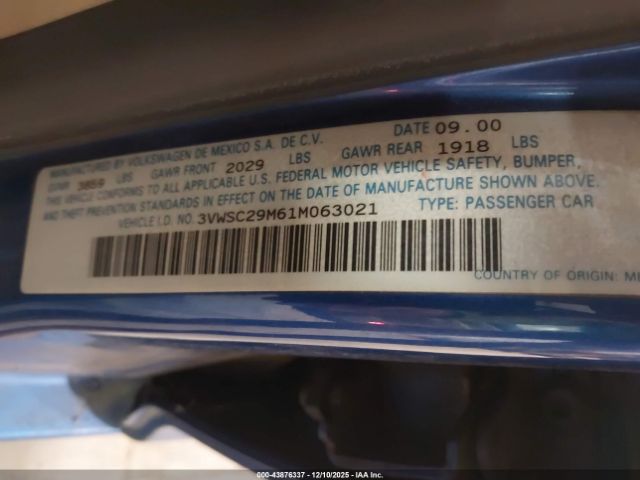 MANUFACTURED BY VOLKSWAGEN DE MEXICO S.A. DE C.V. DATE 09.00
GVWR 3859 LBS GAWR FRONT 2029 LBS GAWR REAR 1918 LBS
THIS VEHICLE CONFORMS TO ALL APPLICABLE U.S. FEDERAL MOTOR VEHICLE SAFETY, BUMPER,
AND THEFT PREVENTION STANDARDS IN EFFECT ON THE DATE OF MANUFACTURE SHOWN ABOVE.
VEHICLE I.D. NO. 3VWSC29M61M063021 TYPE: PASSENGER CAR
COUNTRY OF ORIGIN:
000-43876337 - 12/10/2025 - IAA Inc.